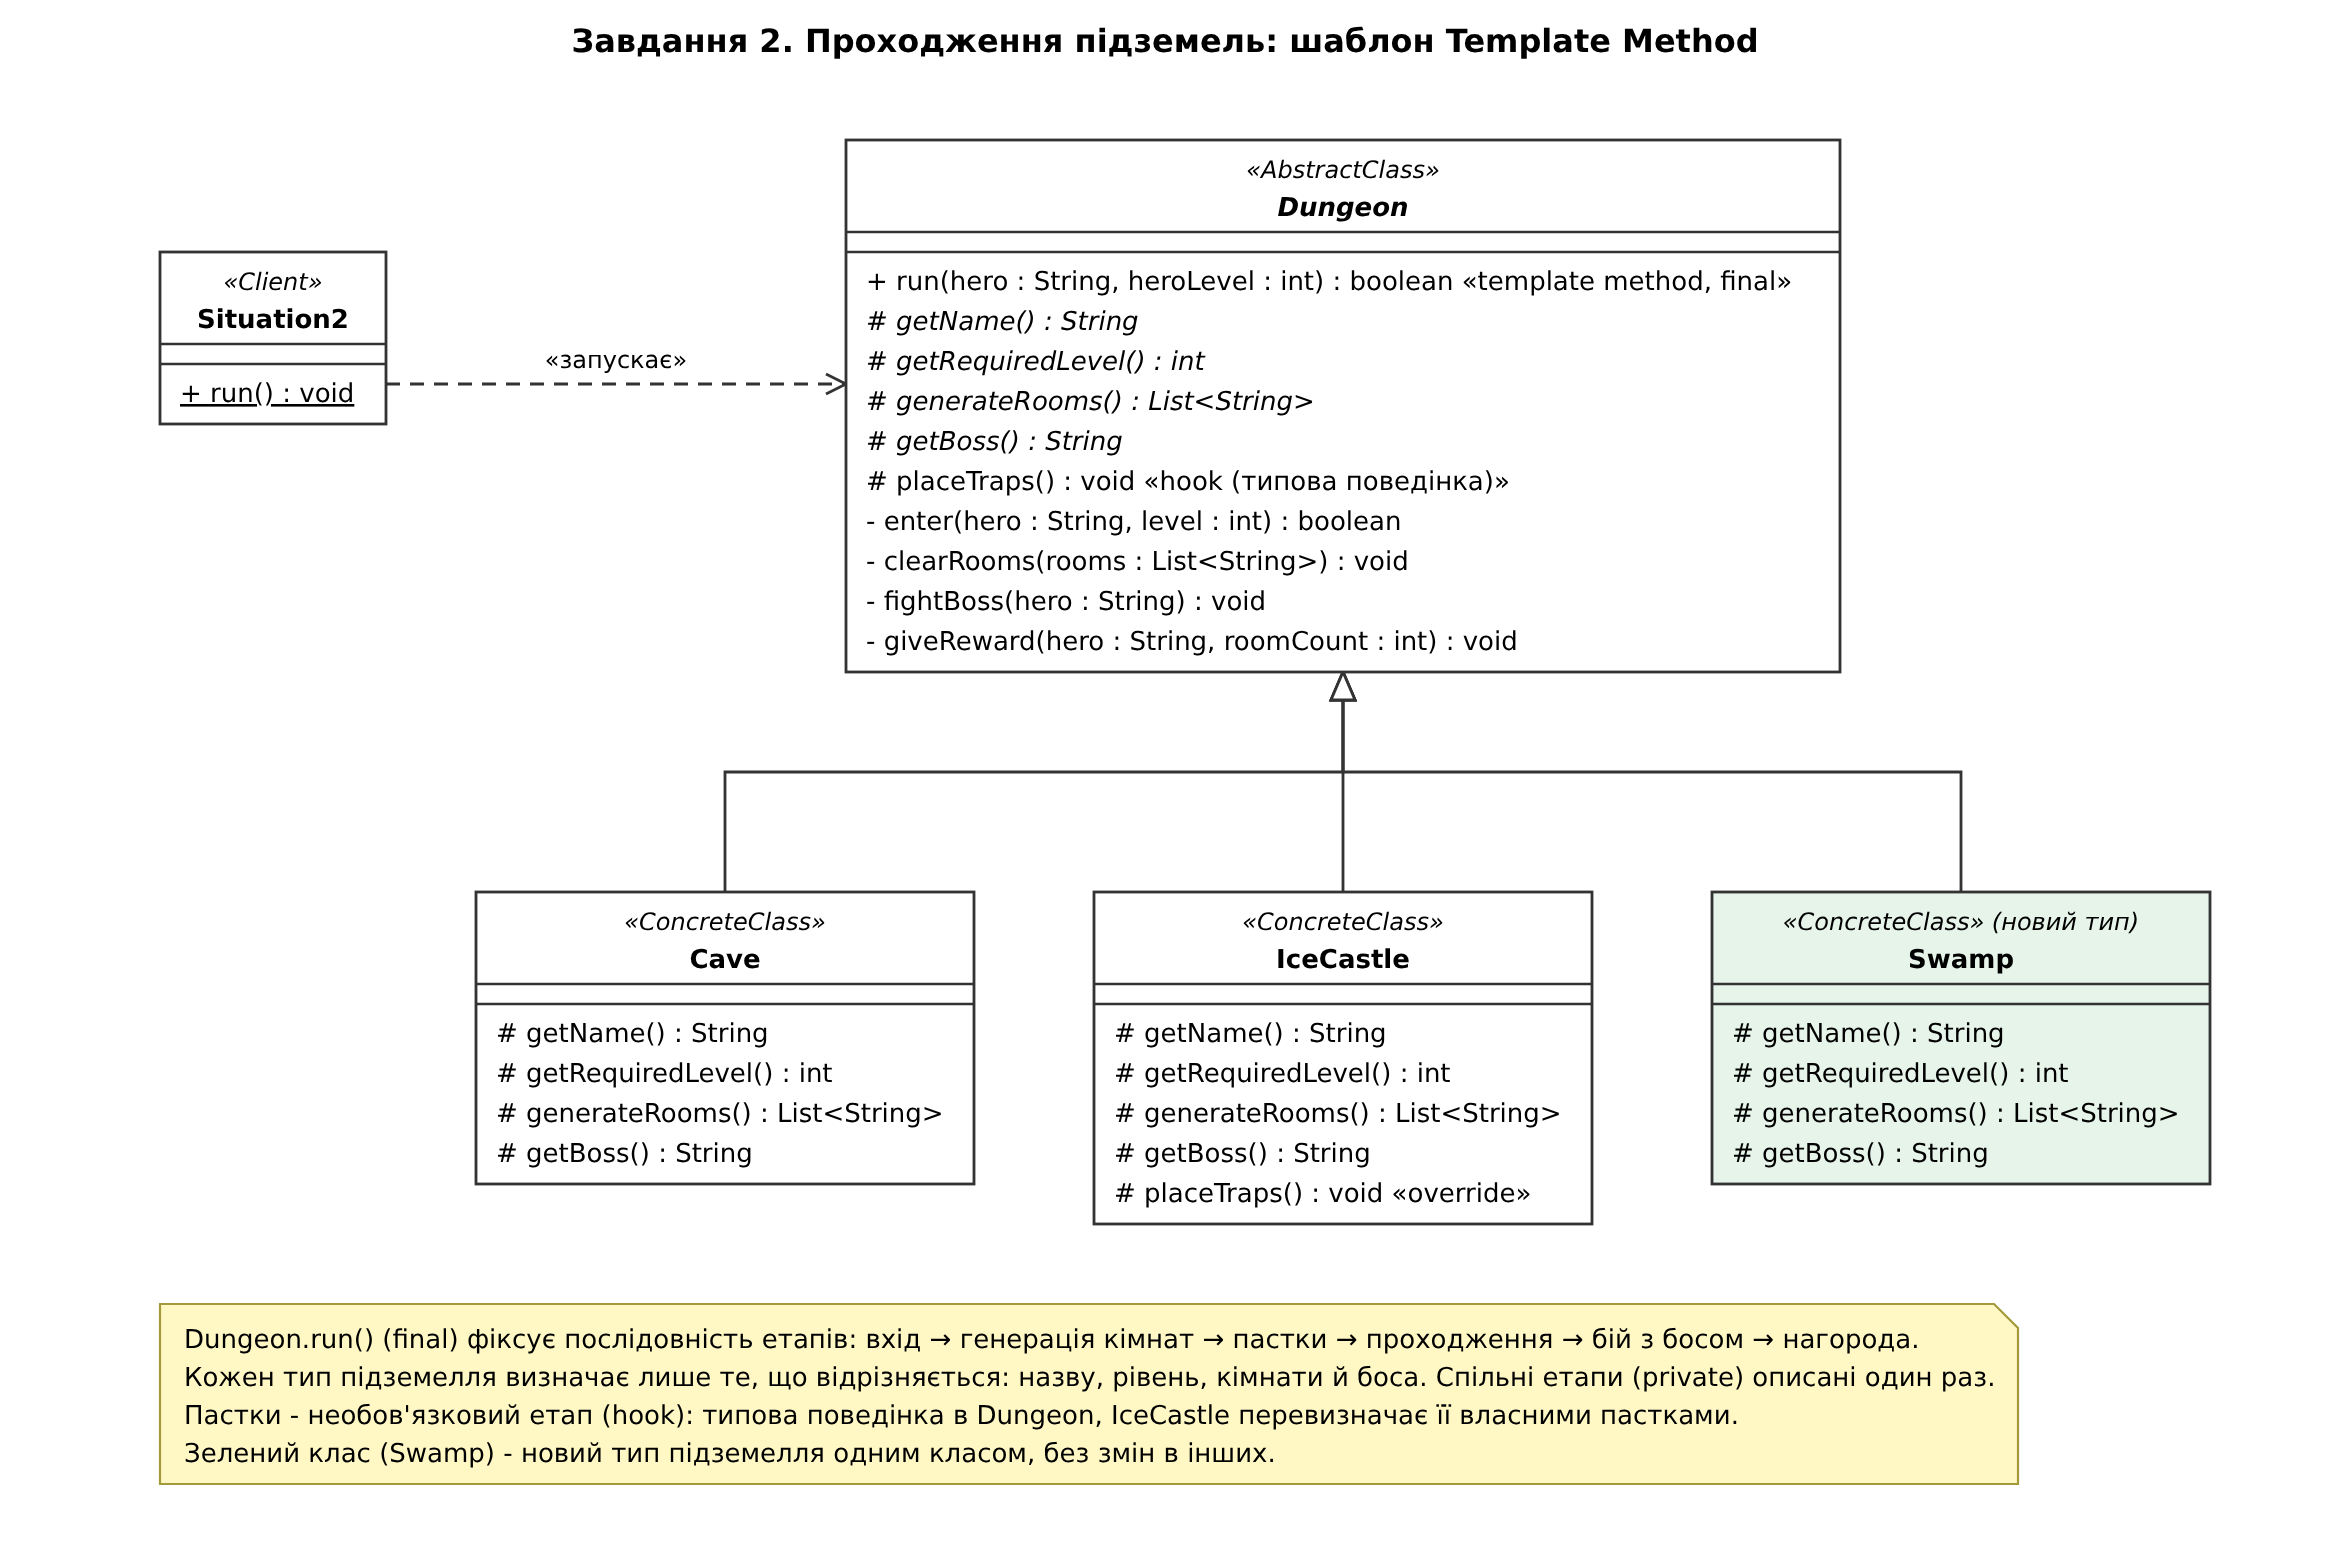 Завдання 2. Проходження підземель: шаблон Template Method
«AbstractClass»
Dungeon
+ run(hero : String, heroLevel : int) : boolean «template method, final»
# getName() : String
# getRequiredLevel() : int
# generateRooms() : List<String>
# getBoss() : String
# placeTraps() : void «hook (типова поведінка)»
- enter(hero : String, level : int) : boolean
- clearRooms(rooms : List<String>) : void
- fightBoss(hero : String) : void
- giveReward(hero : String, roomCount : int) : void
«Client»
Situation2
+ run() : void
«запускає»
«ConcreteClass»
Cave
# getName() : String
# getRequiredLevel() : int
# generateRooms() : List<String>
# getBoss() : String
«ConcreteClass»
IceCastle
# getName() : String
# getRequiredLevel() : int
# generateRooms() : List<String>
# getBoss() : String
# placeTraps() : void «override»
«ConcreteClass» (новий тип)
Swamp
# getName() : String
# getRequiredLevel() : int
# generateRooms() : List<String>
# getBoss() : String
Dungeon.run() (final) фіксує послідовність етапів: вхід → генерація кімнат → пастки → проходження → бій з босом → нагорода.
Кожен тип підземелля визначає лише те, що відрізняється: назву, рівень, кімнати й боса. Спільні етапи (private) описані один раз.
Пастки - необов'язковий етап (hook): типова поведінка в Dungeon, IceCastle перевизначає її власними пастками.
Зелений клас (Swamp) - новий тип підземелля одним класом, без змін в інших.